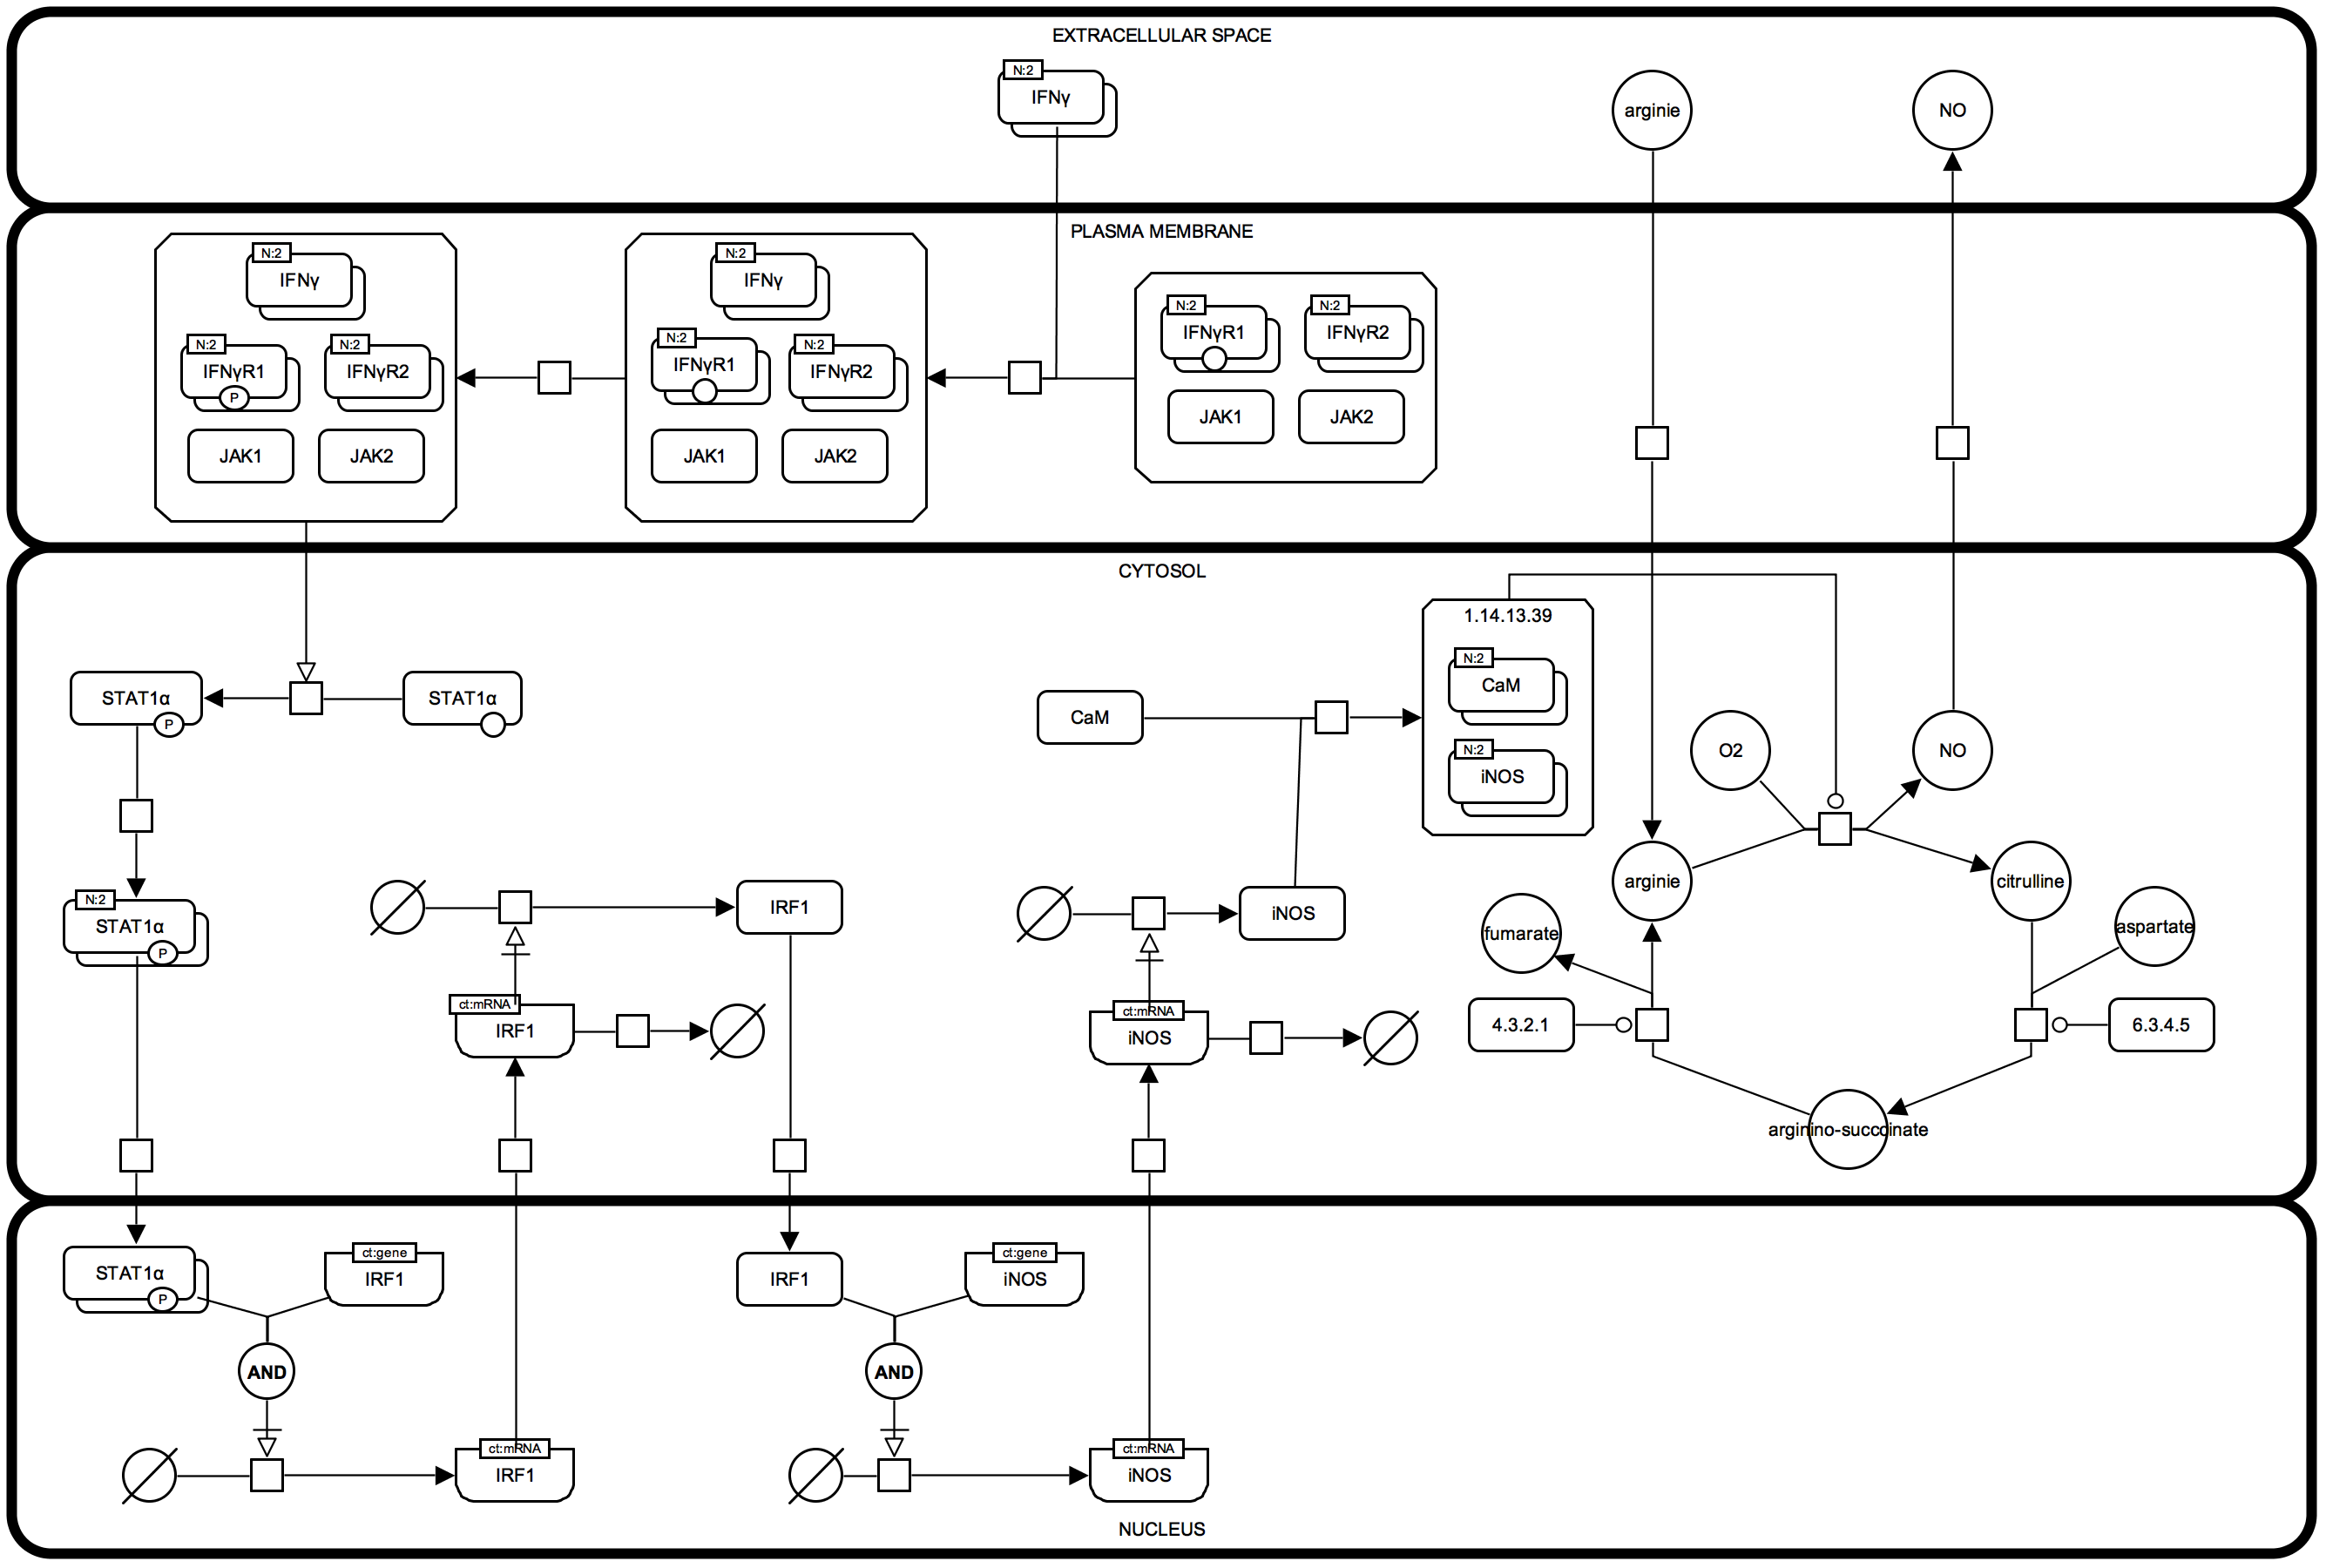 EXTRACELLULAR SPACE
N:2
IFNγ
arginie
NO
PLASMA MEMBRANE
N:2
IFNγ
N:2
IFNγR1
P
N:2
IFNγR2
JAK1
JAK2
N:2
IFNγ
N:2
IFNγR1
N:2
IFNγR2
JAK1
JAK2
N:2
IFNγR1
N:2
IFNγR2
JAK1
JAK2
CYTOSOL
1.14.13.39
N:2
CaM
N:2
iNOS
STAT1α
P
STAT1α
CaM
O2
NO
N:2
STAT1α
P
IRF1
iNOS
arginie
citrulline
fumarate
aspartate
ct:mRNA
IRF1
ct:mRNA
iNOS
4.3.2.1
6.3.4.5
arginino-succinate
STAT1α
P
ct:gene
IRF1
IRF1
ct:gene
iNOS
AND
AND
ct:mRNA
IRF1
ct:mRNA
iNOS
NUCLEUS